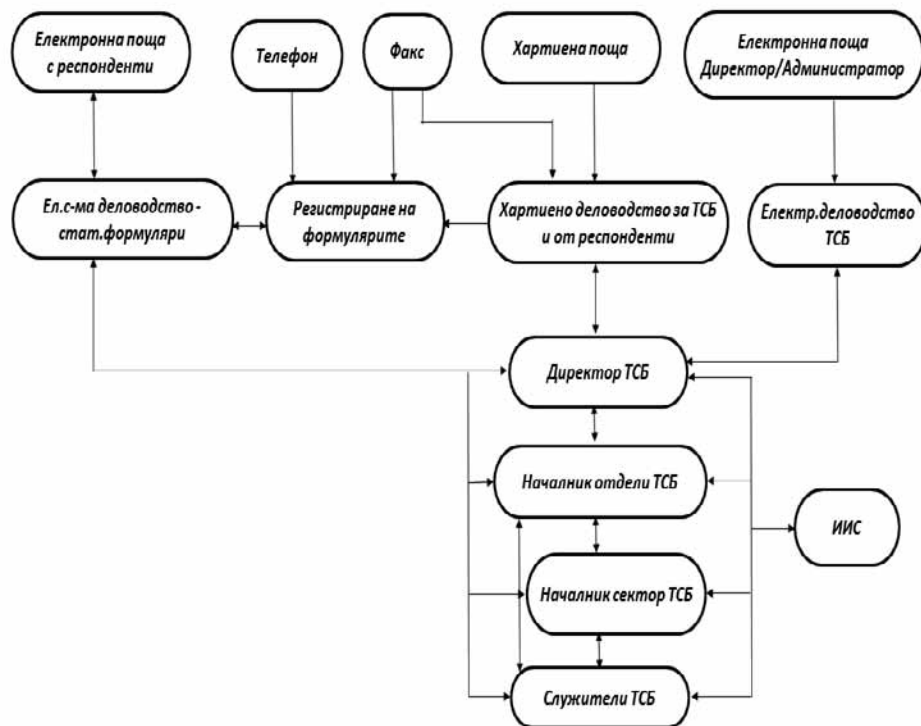 Електронна поща
с респонденти
Телефон
Факс
Хартиена поща
Електронна поща
Директор/Администратор
Ел.с-ма деловодство -
стат.формуляри
Регистриране на
формулярите
Хартиено деловодство за ТСБ
и от респонденти
Електр.деловодство
ТСБ
Директор ТСБ
Началник отдели ТСБ
ИИС
Началник сектор ТСБ
Служители ТСБ